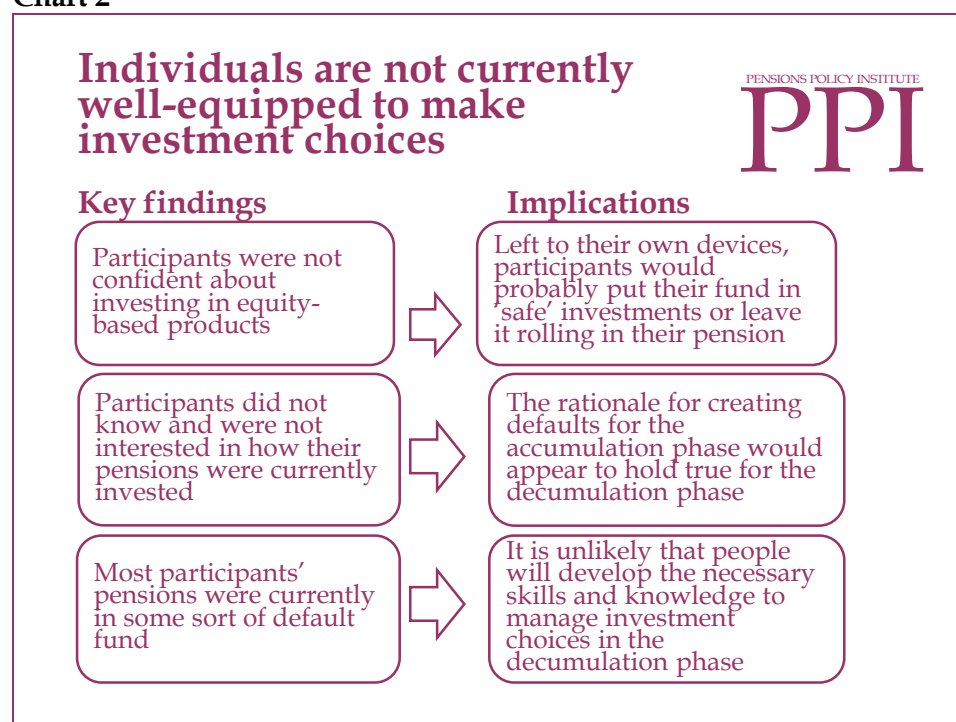 Chart 2
Individuals are not currently
well-equipped to make
investment choices
PENSIONS POLICY INSTITUTE
PPI
Key findings
Implications
Participants were not
confident about
investing in equity-
based products
Left to their own devices,
participants would
probably put their fund in
'safe' investments or leave
it rolling in their pension
Participants did not
know and were not
interested in how their
pensions were currently
invested
The rationale for creating
defaults for the
accumulation phase would
appear to hold true for the
decumulation phase
Most participants'
pensions were currently
in some sort of default
fund
It is unlikely that people
will develop the necessary
skills and knowledge to
manage investment
choices in the
decumulation phase